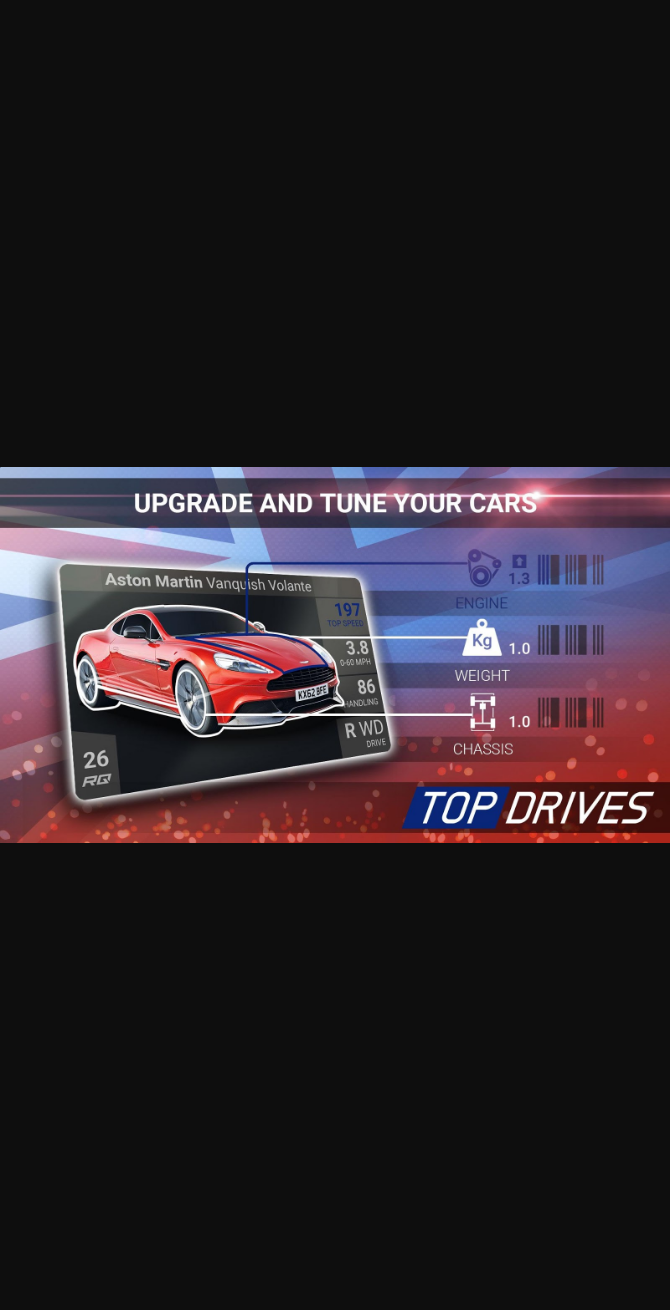 UPGRADE AND TUNE YOUR CARS
Aston Martin Vanquish Volante
197
TOP SPEED
3.8
0-60 MPH
86
HANDLING
R WD
DRIVE
26
RQ
KX62 BFE
1.3
ENGINE
Kg
1.0
WEIGHT
1.0
CHASSIS
TOP DRIVES